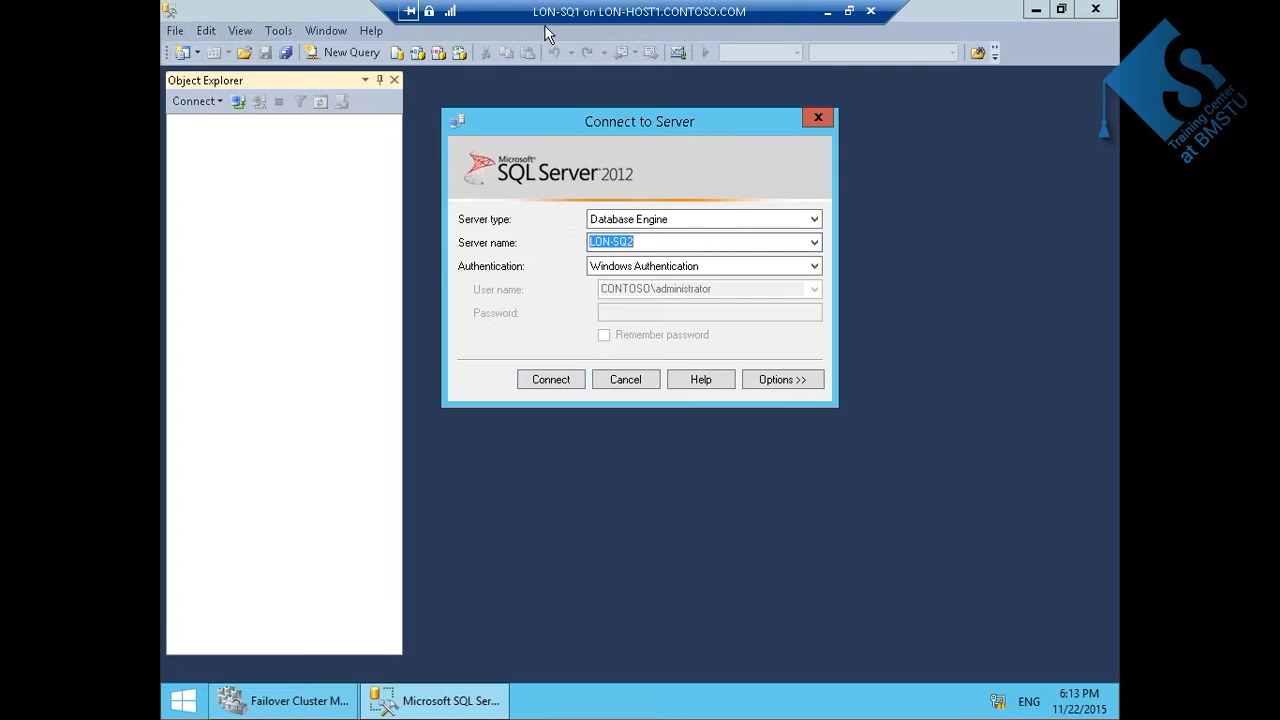 LON-SQ1 on LON-HOST1.CONTOSO.COM
File Edit View Tools Window Help
New Query
Object Explorer
Connect
Connect to Server
Microsoft®
SQL Server 2012
Server type: Database Engine
Server name: LON-SQ2
Authentication: Windows Authentication
User name: CONTOSO\administrator
Password:
Remember password
Connect Cancel Help Options >>
Training Center
at BMSTU
Failover Cluster M...
Microsoft SQL Ser...
ENG
6:13 PM
11/22/2015